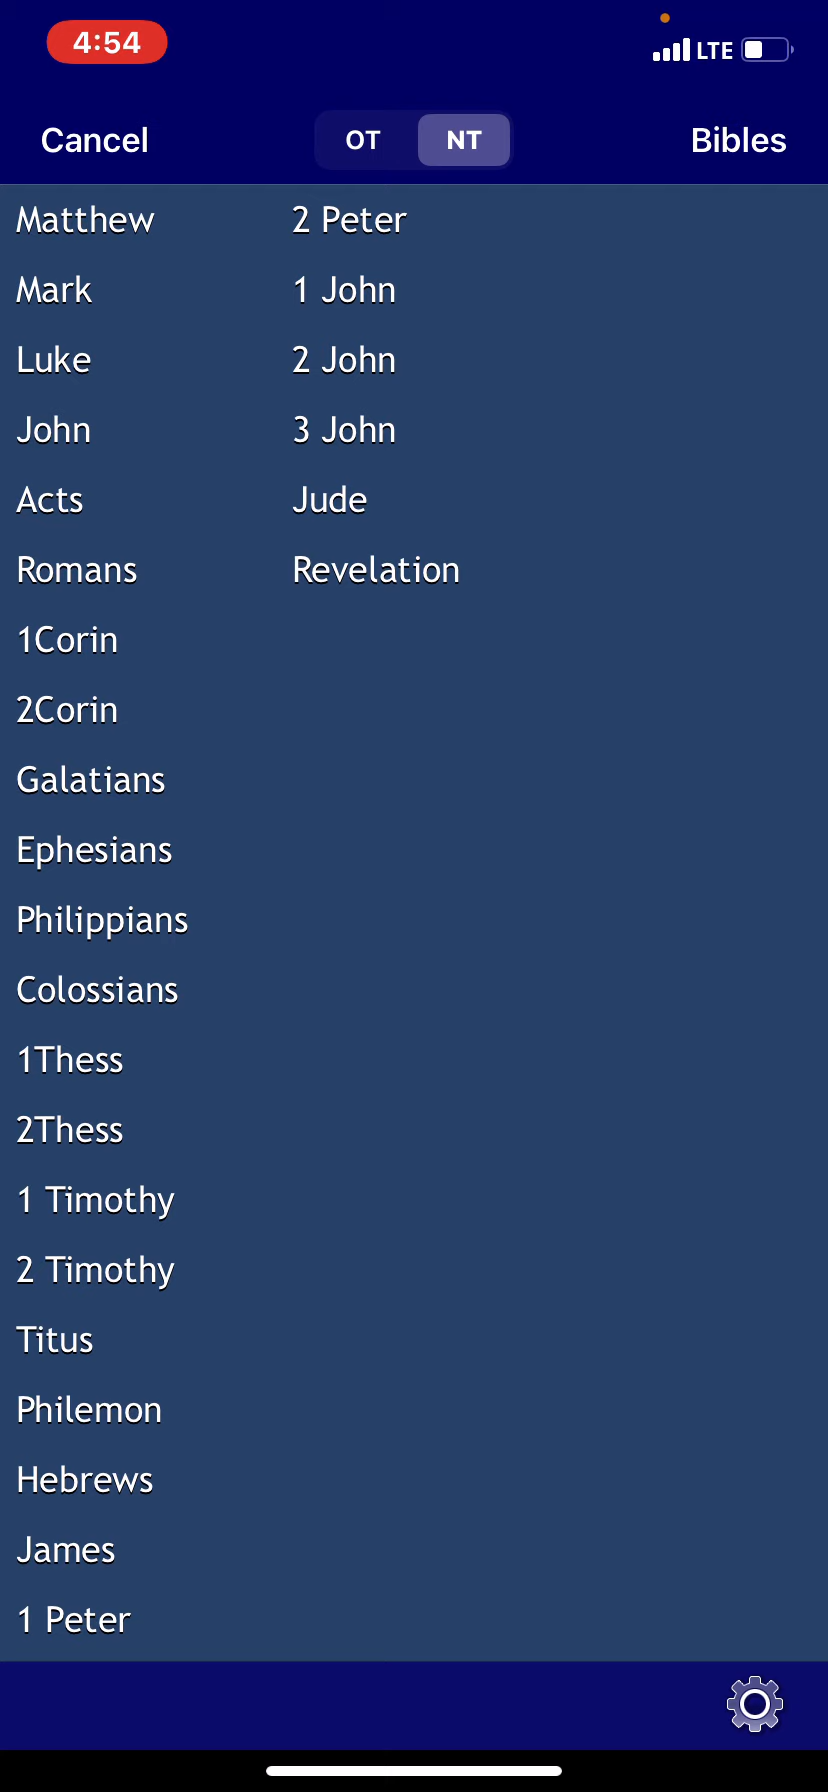 4:54
LTE
Cancel
OT
NT
Bibles
Matthew
Mark
Luke
John
Acts
Romans
1Corin
2Corin
Galatians
Ephesians
Philippians
Colossians
1Thess
2Thess
1 Timothy
2 Timothy
Titus
Philemon
Hebrews
James
1 Peter
2 Peter
1 John
2 John
3 John
Jude
Revelation